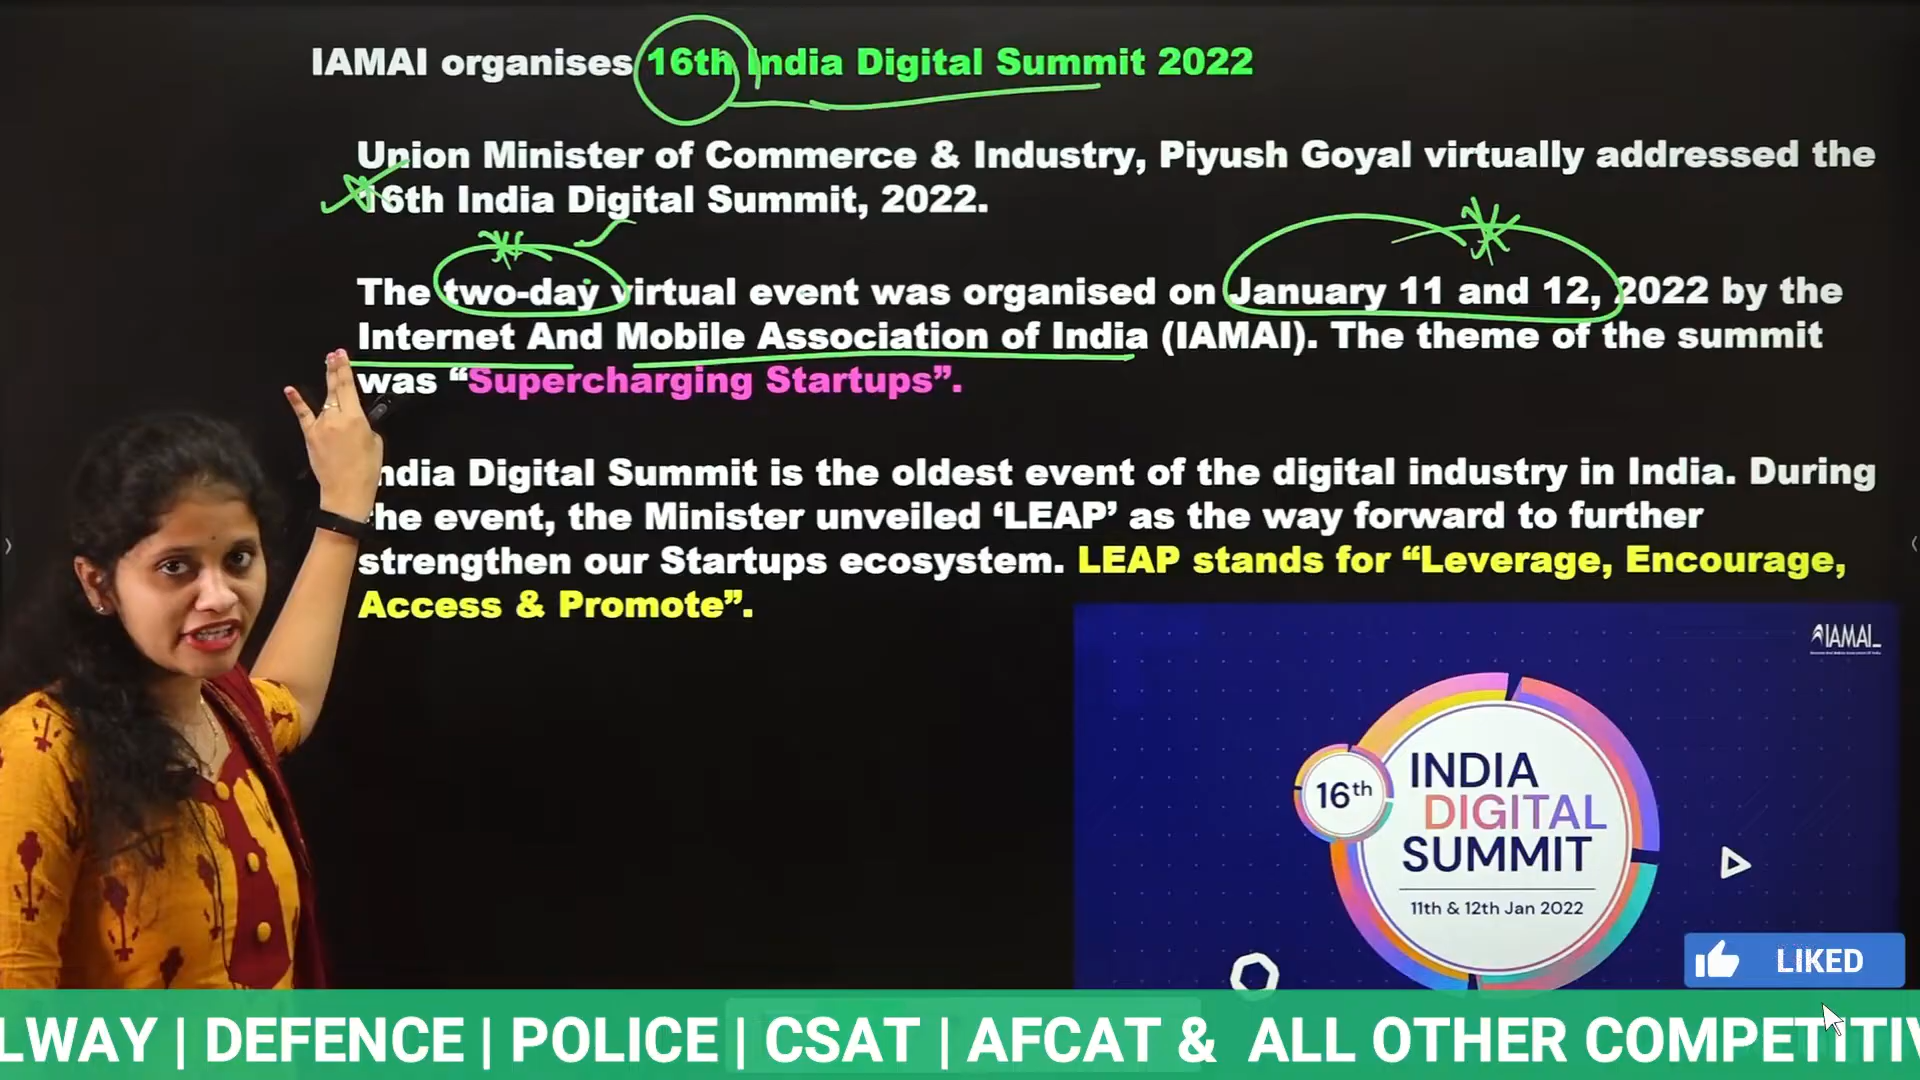 IAMAI organises 16th India Digital Summit 2022
Union Minister of Commerce & Industry, Piyush Goyal virtually addressed the
16th India Digital Summit, 2022.
The two-day virtual event was organised on January 11 and 12, 2022 by the
Internet And Mobile Association of India (IAMAI). The theme of the summit
was “Supercharging Startups”.
India Digital Summit is the oldest event of the digital industry in India. During
the event, the Minister unveiled ‘LEAP’ as the way forward to further
strengthen our Startups ecosystem. LEAP stands for “Leverage, Encourage,
Access & Promote”.
IAMAI
16th
INDIA
DIGITAL
SUMMIT
11th & 12th Jan 2022
LIKED
LWAY | DEFENCE | POLICE | CSAT | AFCAT & ALL OTHER COMPETITIV